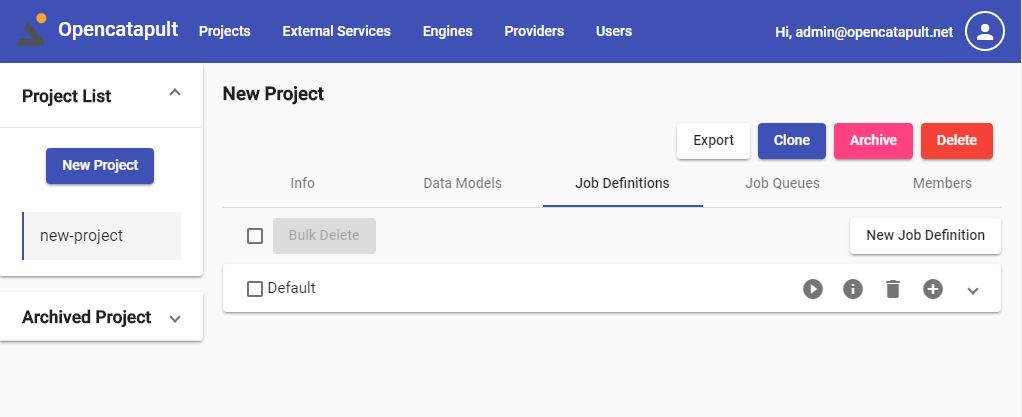 Opencatapult Projects External Services Engines Providers Users Hi, admin@opencatapult.net
Project List
New Project
new-project
Archived Project
New Project
Export Clone Archive Delete
Info Data Models Job Definitions Job Queues Members
Bulk Delete New Job Definition
Default